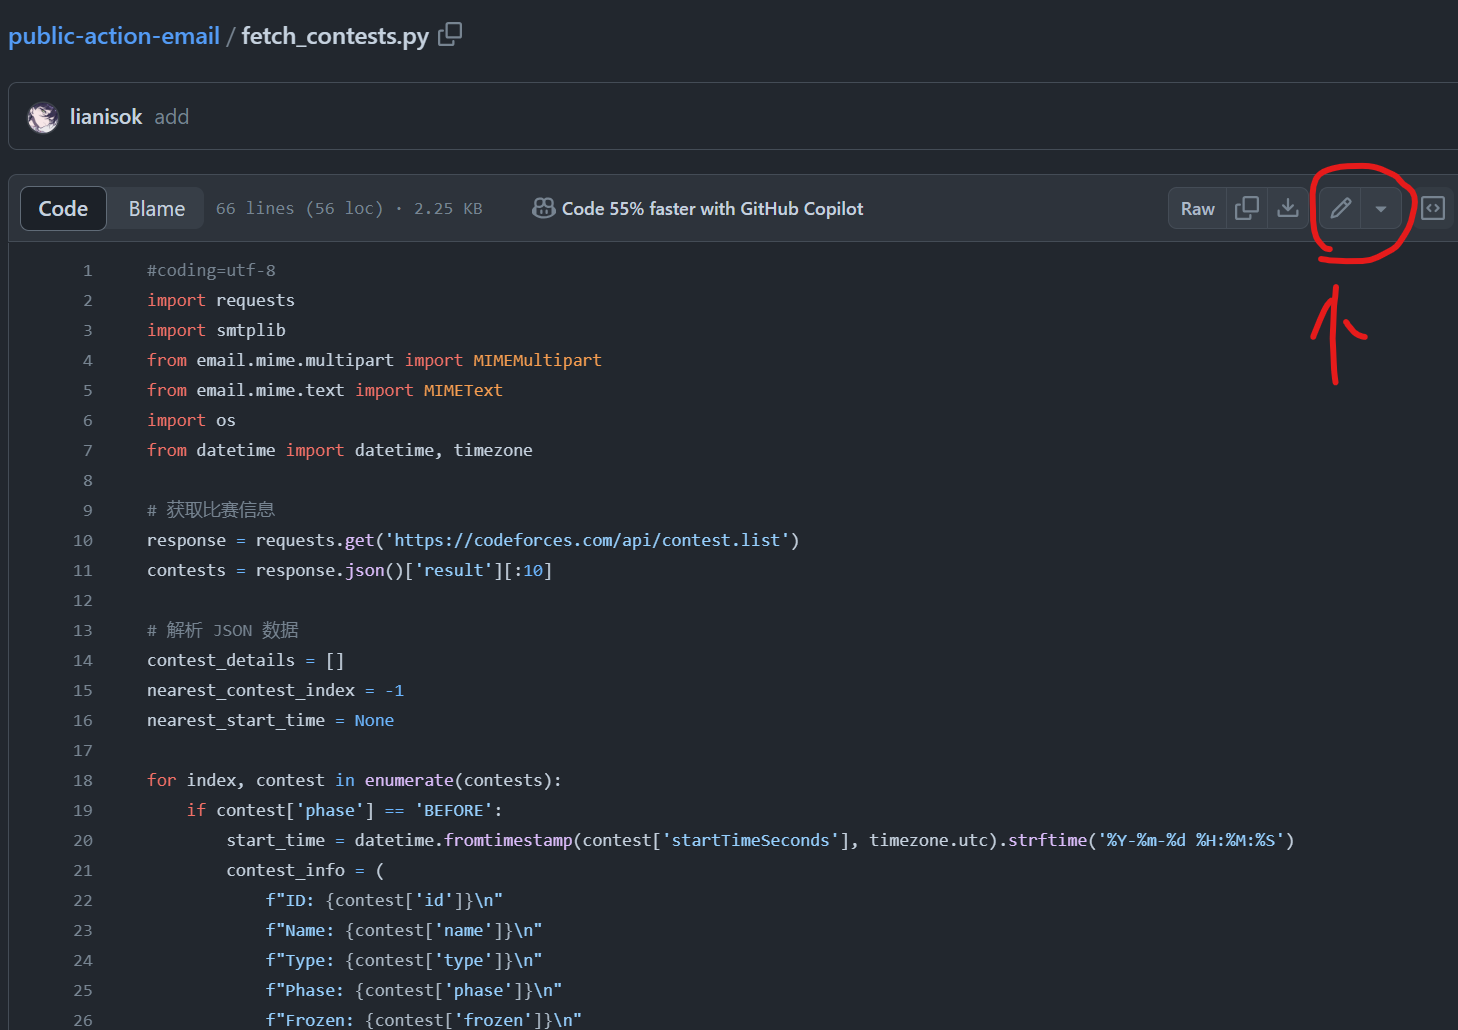 public-action-email / fetch_contests.py
lianisok add
Code Blame 66 lines (56 loc) · 2.25 KB Code 55% faster with GitHub Copilot Raw
1 #coding=utf-8
2 import requests
3 import smtplib
4 from email.mime.multipart import MIMEMultipart
5 from email.mime.text import MIMEText
6 import os
7 from datetime import datetime, timezone
8
9 # 获取比赛信息
10 response = requests.get('https://codeforces.com/api/contest.list')
11 contests = response.json()['result'][:10]
12
13 # 解析 JSON 数据
14 contest_details = []
15 nearest_contest_index = -1
16 nearest_start_time = None
17
18 for index, contest in enumerate(contests):
19     if contest['phase'] == 'BEFORE':
20         start_time = datetime.fromtimestamp(contest['startTimeSeconds'], timezone.utc).strftime('%Y-%m-%d %H:%M:%S')
21         contest_info = (
22             f"ID: {contest['id']}\n"
23             f"Name: {contest['name']}\n"
24             f"Type: {contest['type']}\n"
25             f"Phase: {contest['phase']}\n"
26             f"Frozen: {contest['frozen']}\n"